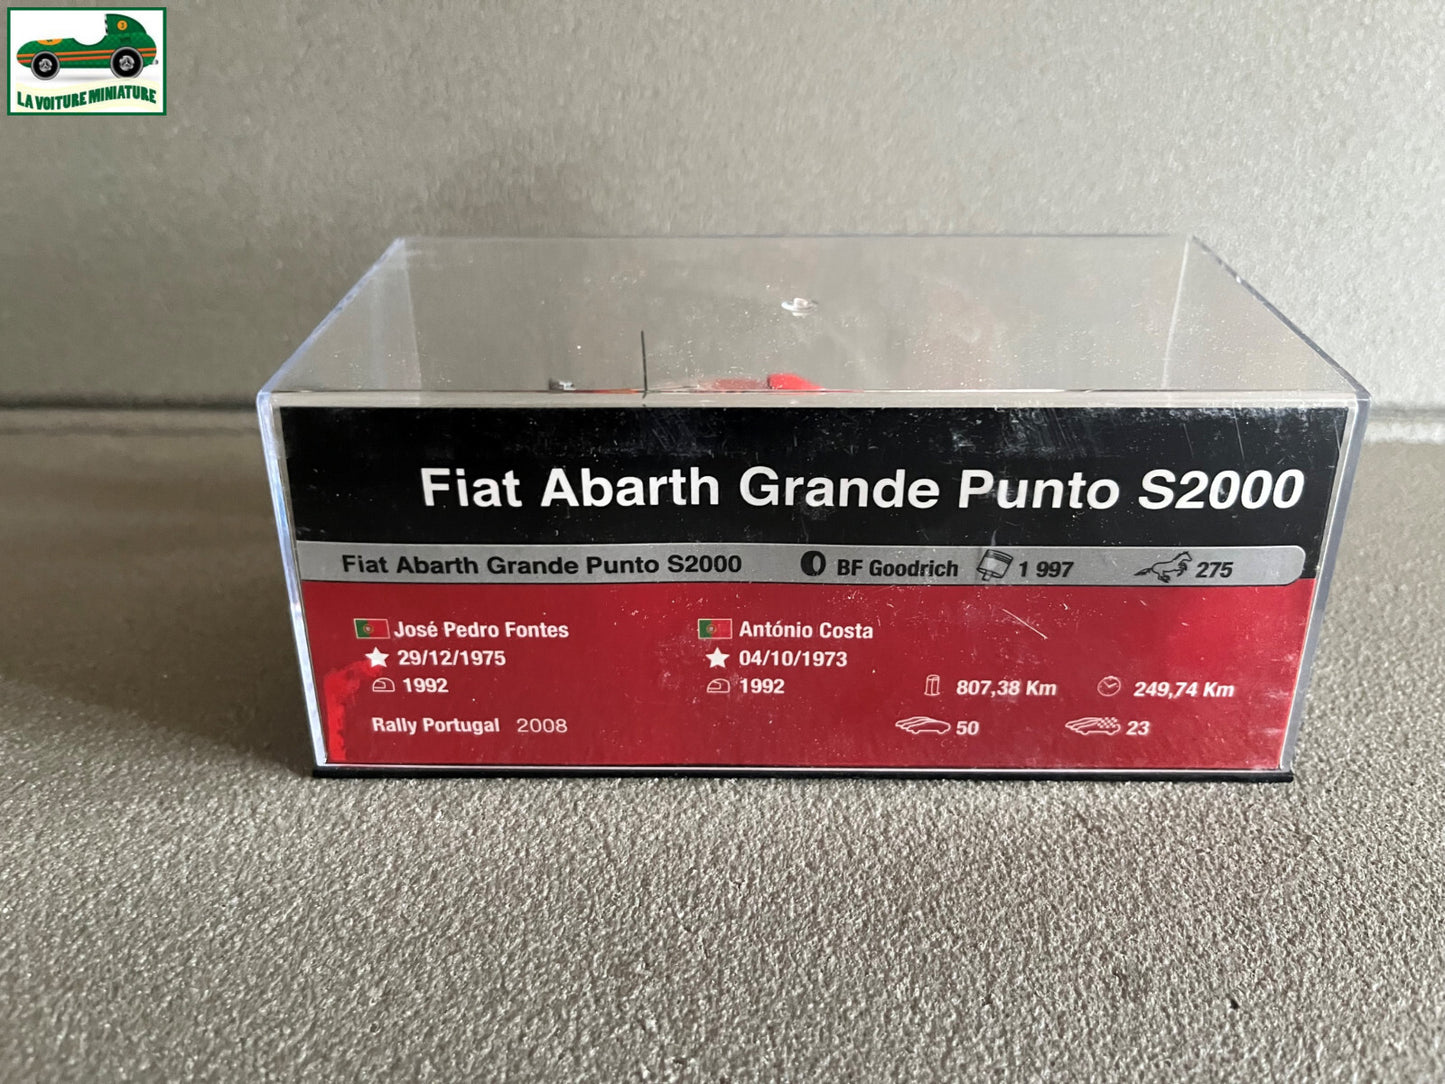 3
LA VOITURE MINIATURE
Fiat Abarth Grande Punto S2000
Fiat Abarth Grande Punto S2000 BF Goodrich 1 997 275
José Pedro Fontes António Costa
29/12/1975 04/10/1973
1992 1992 807,38 Km 249,74 Km
Rally Portugal 2008 50 23